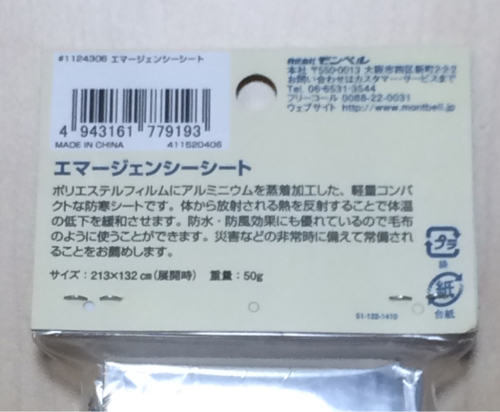 #1124306 エマージェンシーシート
4 943161 779193
MADE IN CHINA 411520406
株式会社モンベル
本社 〒550-0013 大阪市西区新町2-2-2
お問い合わせはカスタマー・サービスまで
Tel. 06-6531-3544
フリーコール 0088-22-0031
ウェブサイト http://www.montbell.jp
エマージェンシーシート
ポリエステルフィルムにアルミニウムを蒸着加工した、軽量コンパ
クトな防寒シートです。体から放射される熱を反射することで体温
の低下を緩和させます。防水・防風効果にも優れているので毛布
のように使うことができます。災害などの非常時に備えて常備され
ることをお薦めします。
サイズ：213×132㎝(展開時) 重量：50g
プラ
袋
紙
台紙